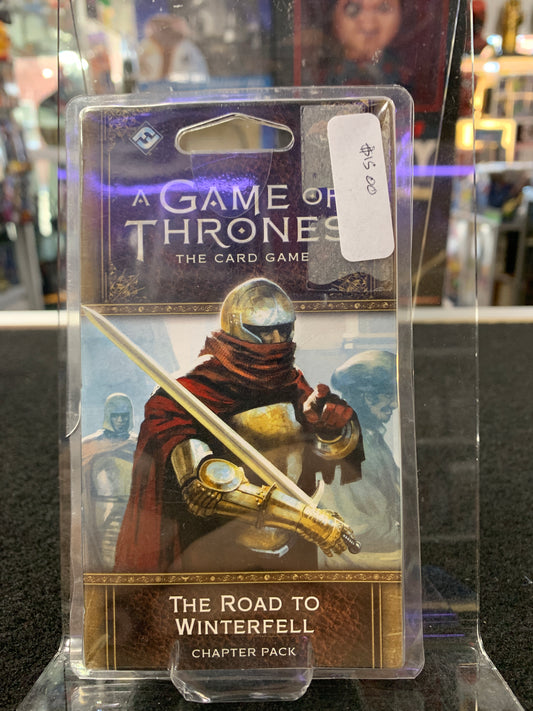 $15.00
A GAME OF
THRONES
THE CARD GAME
THE ROAD TO
WINTERFELL
CHAPTER PACK